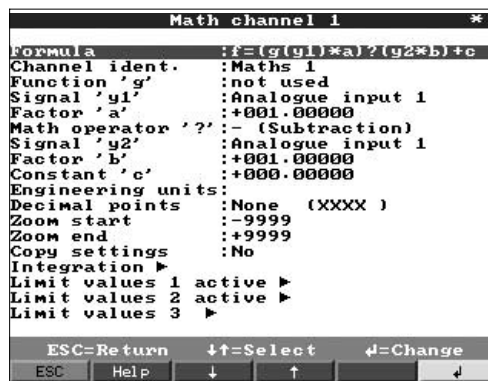 Math channel 1 *
Formula :f=(g(y1)*a)?(y2*b)+c
Channel ident. :Maths 1
Function 'g' :not used
Signal 'y1' :Analogue input 1
Factor 'a' :+001.00000
Math operator '?':- (Subtraction)
Signal 'y2' :Analogue input 1
Factor 'b' :+001.00000
Constant 'c' :+000.00000
Engineering units:
Decimal points :None (XXXX )
Zoom start :-9999
Zoom end :+9999
Copy settings :No
Integration ►
Limit values 1 active ►
Limit values 2 active ►
Limit values 3 ►
ESC=Return ↓↑=Select ↲=Change
ESC Help ↓ ↑ ↲